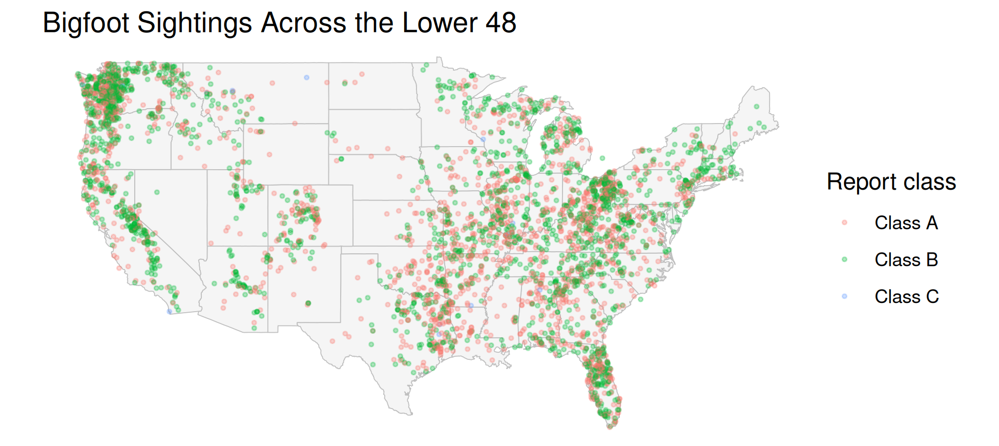 Bigfoot Sightings Across the Lower 48
Report class
Class A
Class B
Class C